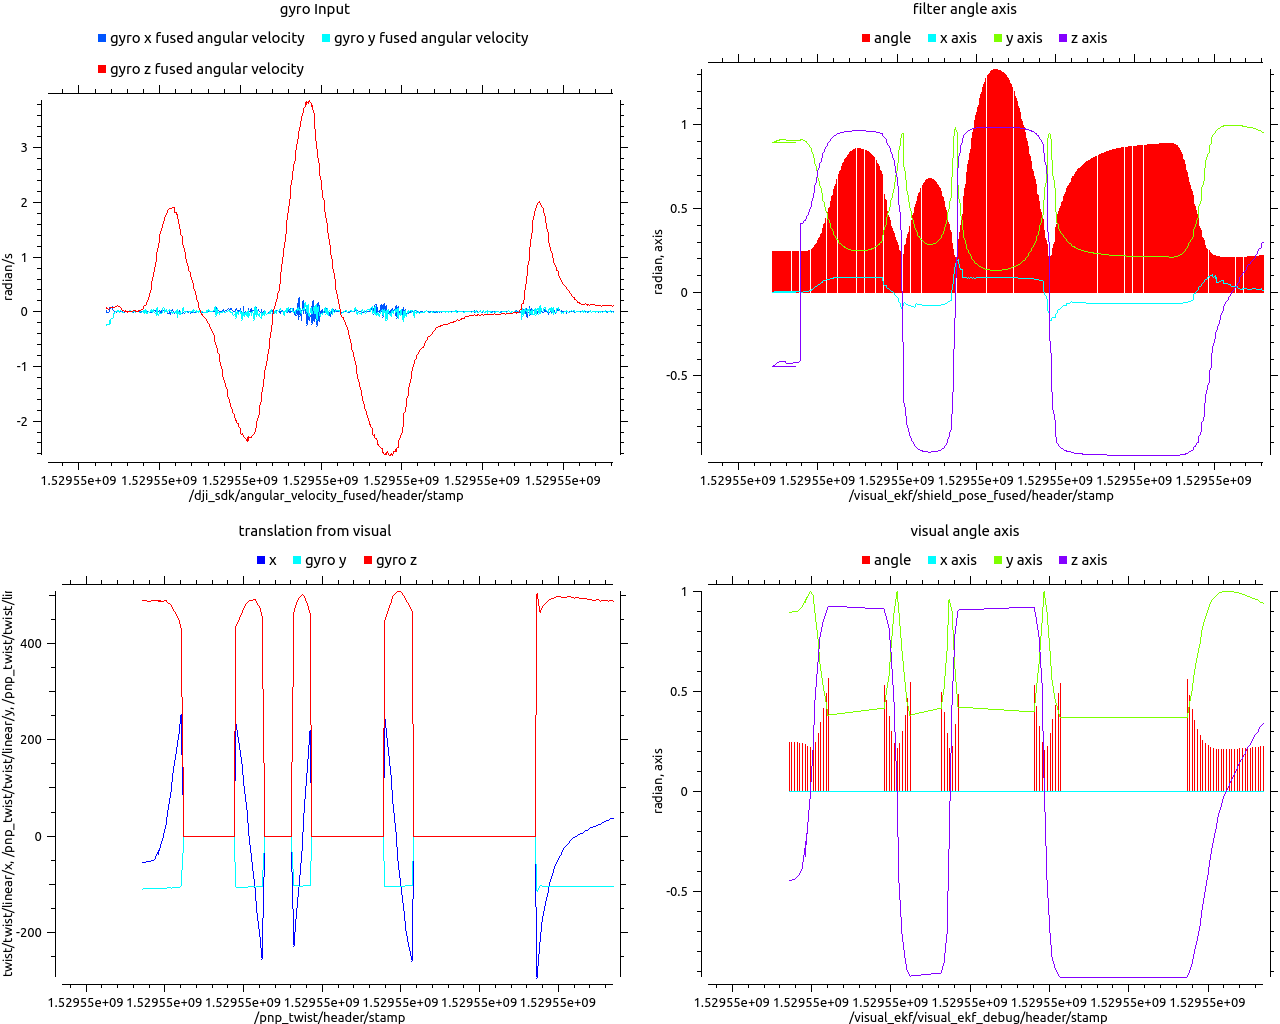 gyro Input
gyro x fused angular velocity gyro y fused angular velocity
gyro z fused angular velocity
radian/s
3
2
1
0
-1
-2
1.52955e+09 1.52955e+09 1.52955e+09 1.52955e+09 1.52955e+09 1.52955e+09 1.52955e+09
/dji_sdk/angular_velocity_fused/header/stamp
filter angle axis
angle x axis y axis z axis
radian, axis
1
0.5
0
-0.5
1.52955e+09 1.52955e+09 1.52955e+09 1.52955e+09 1.52955e+09 1.52955e+09 1.52955e+09
/visual_ekf/shield_pose_fused/header/stamp
translation from visual
x gyro y gyro z
twist/twist/linear/x, /pnp_twist/twist/linear/y, /pnp_twist/twist/lir
400
200
0
-200
1.52955e+09 1.52955e+09 1.52955e+09 1.52955e+09 1.52955e+09 1.52955e+09 1.52955e+09
/pnp_twist/header/stamp
visual angle axis
angle x axis y axis z axis
radian, axis
1
0.5
0
-0.5
1.52955e+09 1.52955e+09 1.52955e+09 1.52955e+09 1.52955e+09 1.52955e+09 1.52955e+09
/visual_ekf/visual_ekf_debug/header/stamp